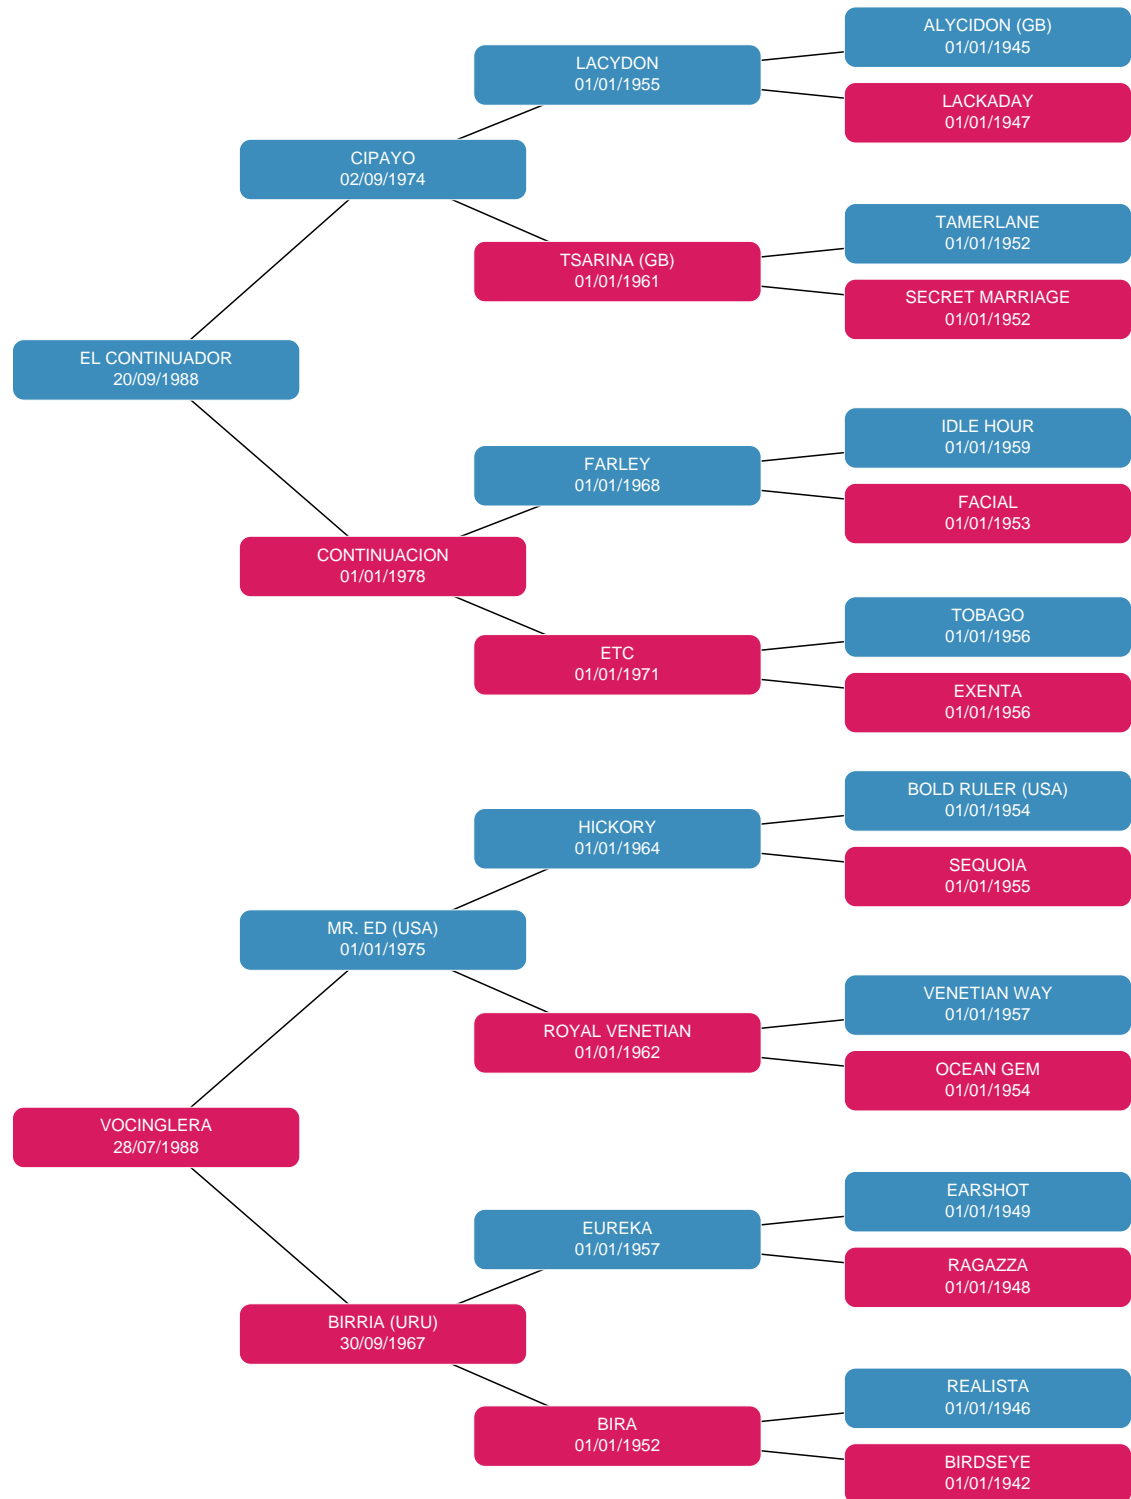 ALYCIDON (GB)
01/01/1945
LACYDON
01/01/1955
LACKADAY
01/01/1947
CIPAYO
02/09/1974
TAMERLANE
01/01/1952
TSARINA (GB)
01/01/1961
SECRET MARRIAGE
01/01/1952
EL CONTINUADOR
20/09/1988
IDLE HOUR
01/01/1959
FARLEY
01/01/1968
FACIAL
01/01/1953
CONTINUACION
01/01/1978
TOBAGO
01/01/1956
ETC
01/01/1971
EXENTA
01/01/1956
BOLD RULER (USA)
01/01/1954
HICKORY
01/01/1964
SEQUOIA
01/01/1955
MR. ED (USA)
01/01/1975
VENETIAN WAY
01/01/1957
ROYAL VENETIAN
01/01/1962
OCEAN GEM
01/01/1954
VOCINGLERA
28/07/1988
EARSHOT
01/01/1949
EUREKA
01/01/1957
RAGAZZA
01/01/1948
BIRRIA (URU)
30/09/1967
REALISTA
01/01/1946
BIRA
01/01/1952
BIRDSEYE
01/01/1942